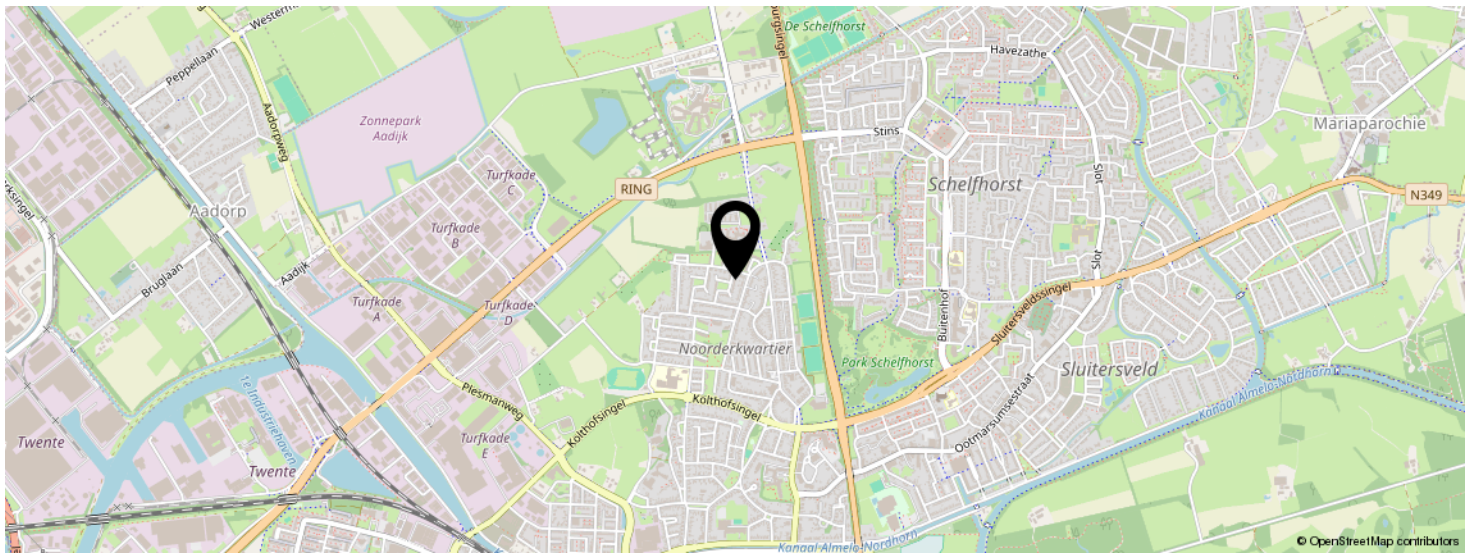 De Schelfhorst
Westerm
Peppellaan
Havezathe
Aadorpweg
Zonnepark
Aadijk
Stins
Mariaparochie
Slot
Turfkade
C
RING
Schelfhorst
N349
Aadorp
Turfkade
B
Aadijk
Bruglaan
Slot
Turfkade
A
Turfkade
D
Buitenhof
Sluitersveldssingel
Noorderkwartier
Park Schelfhorst
Sluitersveld
1e Industriehaven
Plesmanweg
Kolthofsingel
Kolthofsingel
Kanaal Almelo-Nordhorn
Ootmarsumsestraat
Twente
Turfkade
E
Twente
Kanaal Almelo-Nordhorn
© OpenStreetMap contributors